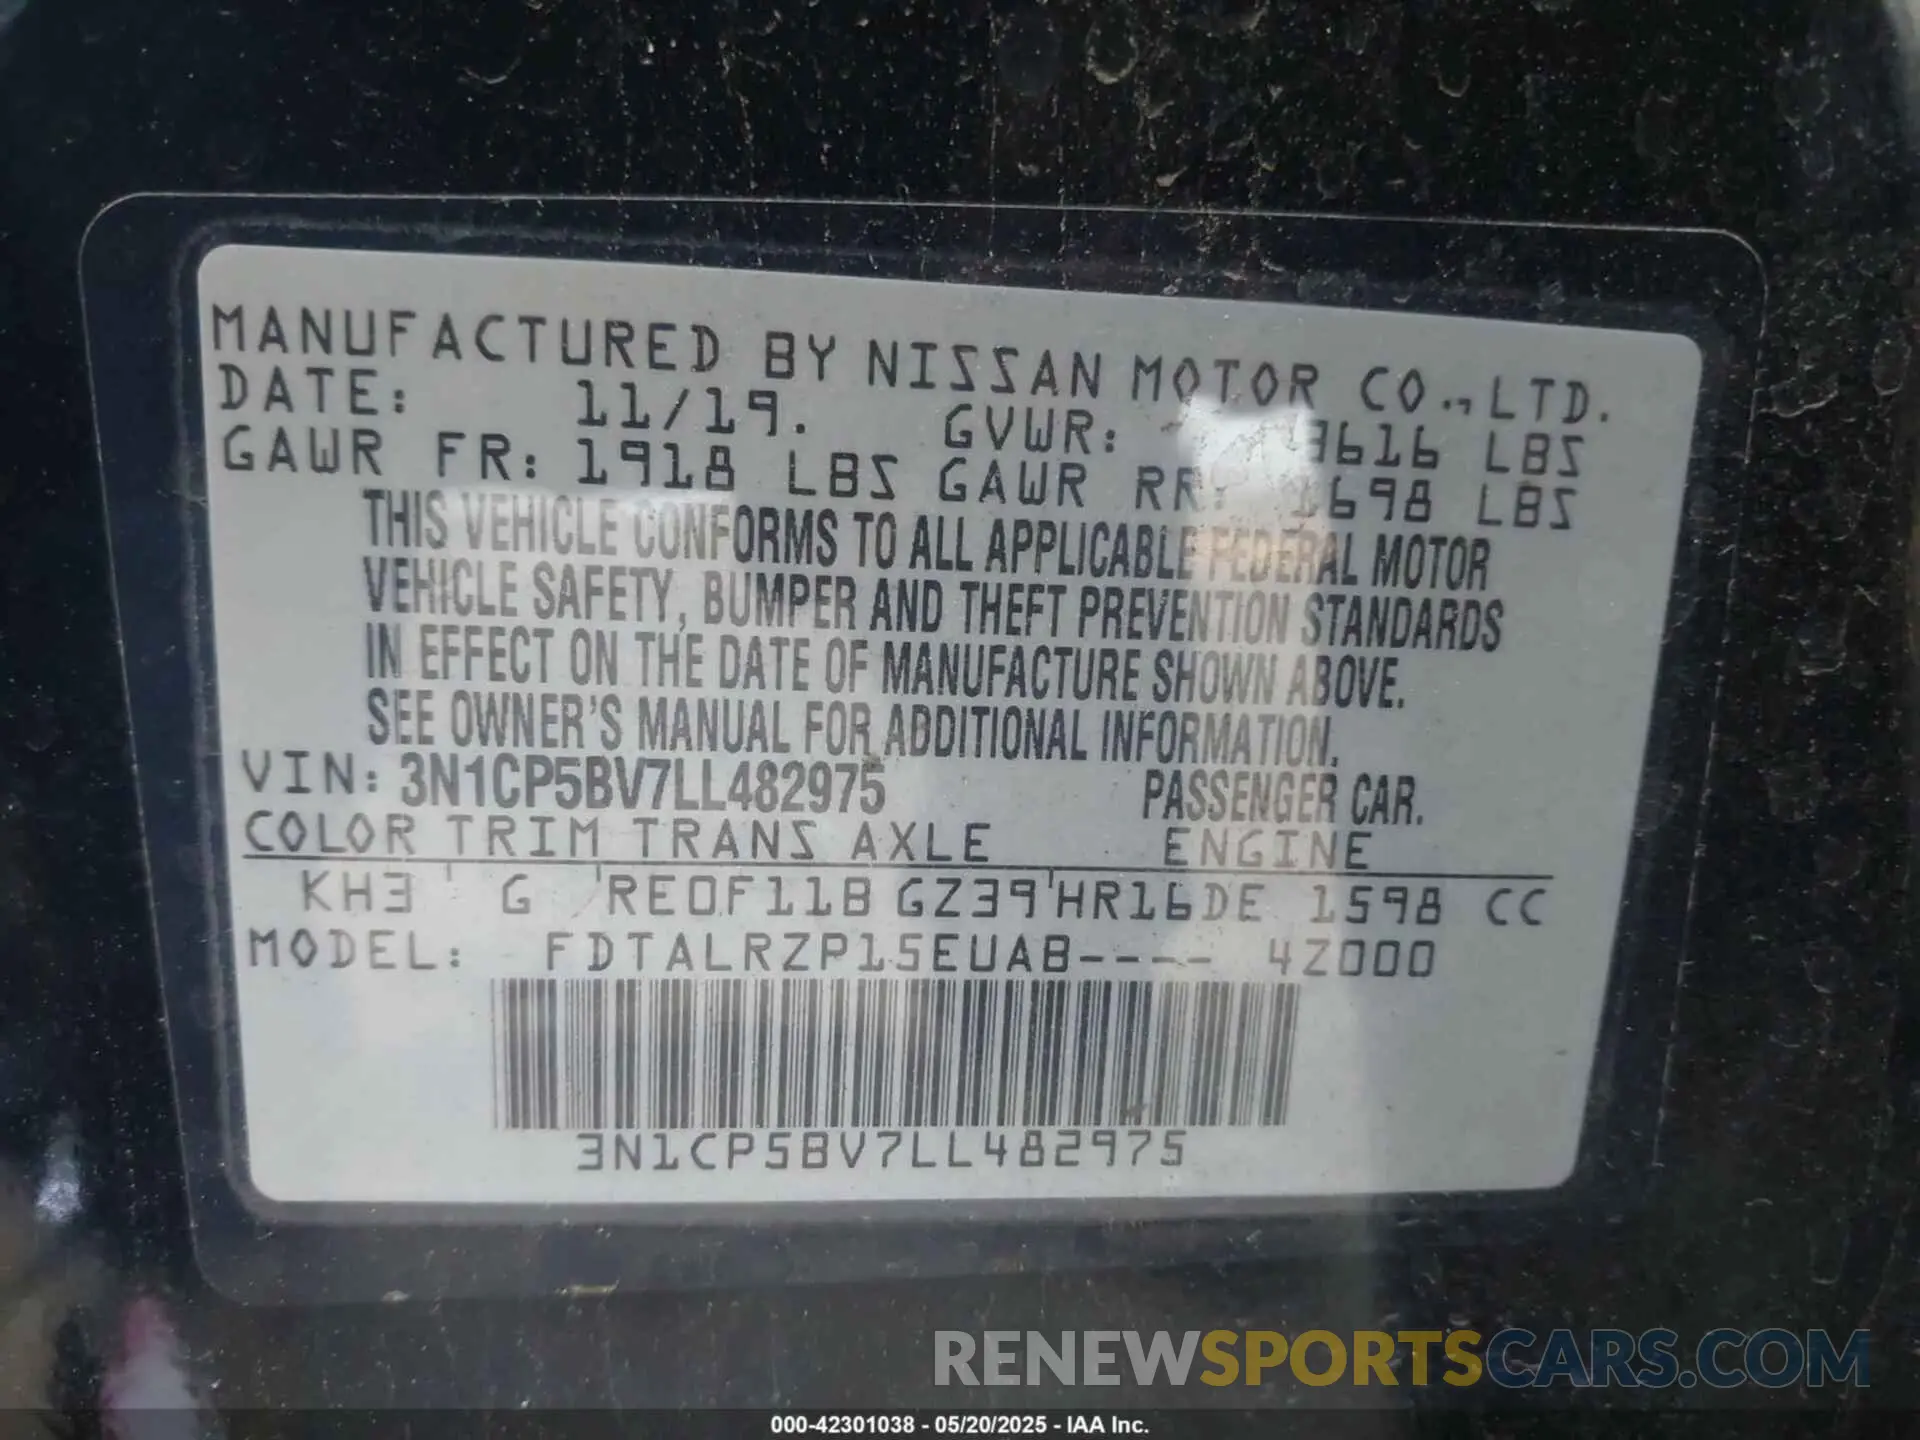 MANUFACTURED BY NISSAN MOTOR CO.,LTD.
DATE: 11/19. GVWR: 3616 LBS
GAWR FR: 1918 LBS GAWR RR: 1698 LBS
THIS VEHICLE CONFORMS TO ALL APPLICABLE FEDERAL MOTOR
VEHICLE SAFETY, BUMPER AND THEFT PREVENTION STANDARDS
IN EFFECT ON THE DATE OF MANUFACTURE SHOWN ABOVE.
SEE OWNER'S MANUAL FOR ADDITIONAL INFORMATION.
VIN: 3N1CP5BV7LL482975 PASSENGER CAR.
COLOR TRIM TRANS AXLE ENGINE
KH3 G RE0F11B GZ39 HR16DE 1598 CC
MODEL: FDTALRZP15EUAB---- 4Z000
3N1CP5BV7LL482975
RENEWSPORTSCARS.COM
000-42301038 - 05/20/2025 - IAA Inc.